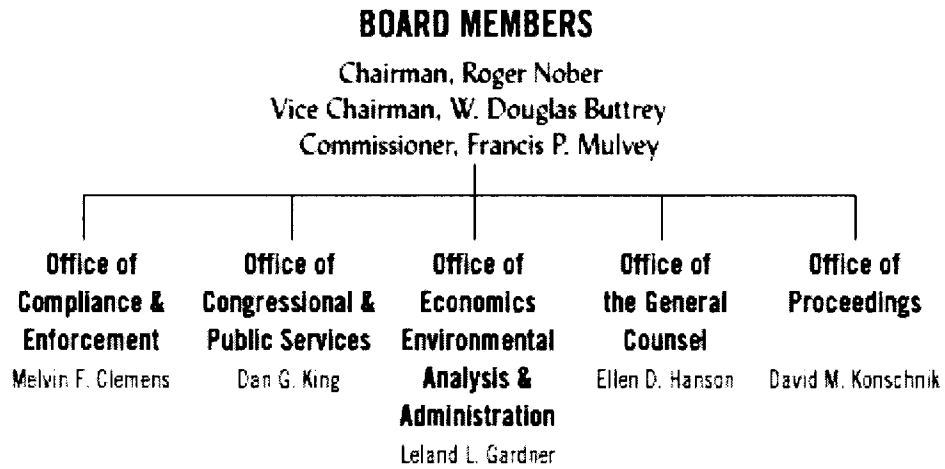 BOARD MEMBERS
Chairman, Roger Nober
Vice Chairman, W. Douglas Buttrey
Commissioner, Francis P. Mulvey
Office of
Compliance &
Enforcement
Melvin F. Clemens
Office of
Congressional &
Public Services
Dan G. King
Office of
Economics
Environmental
Analysis &
Administration
Leland L. Gardner
Office of
the General
Counsel
Ellen D. Hanson
Office of
Proceedings
David M. Konschnik